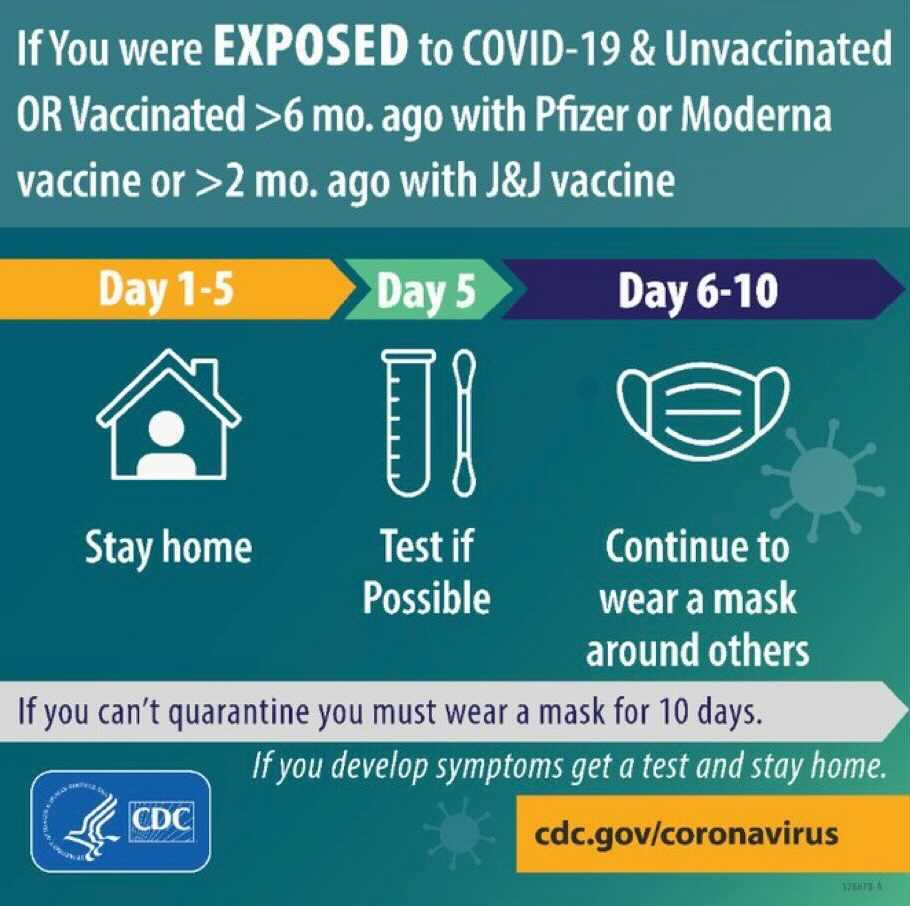 If You were EXPOSED to COVID-19 & Unvaccinated
OR Vaccinated >6 mo. ago with Pfizer or Moderna
vaccine or >2 mo. ago with J&J vaccine
Day 1-5
Day 5
Day 6-10
Stay home
Test if
Possible
Continue to
wear a mask
around others
If you can't quarantine you must wear a mask for 10 days.
If you develop symptoms get a test and stay home.
CDC
cdc.gov/coronavirus